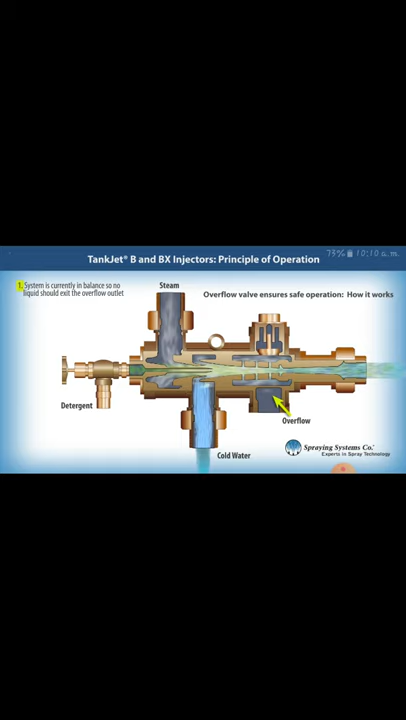 73% 10:10 a.m.
TankJet® B and BX Injectors: Principle of Operation
1. System is currently in balance so no
liquid should exit the overflow outlet
Steam
Overflow valve ensures safe operation: How it works
Detergent
Overflow
Cold Water
Spraying Systems Co.®
Experts in Spray Technology